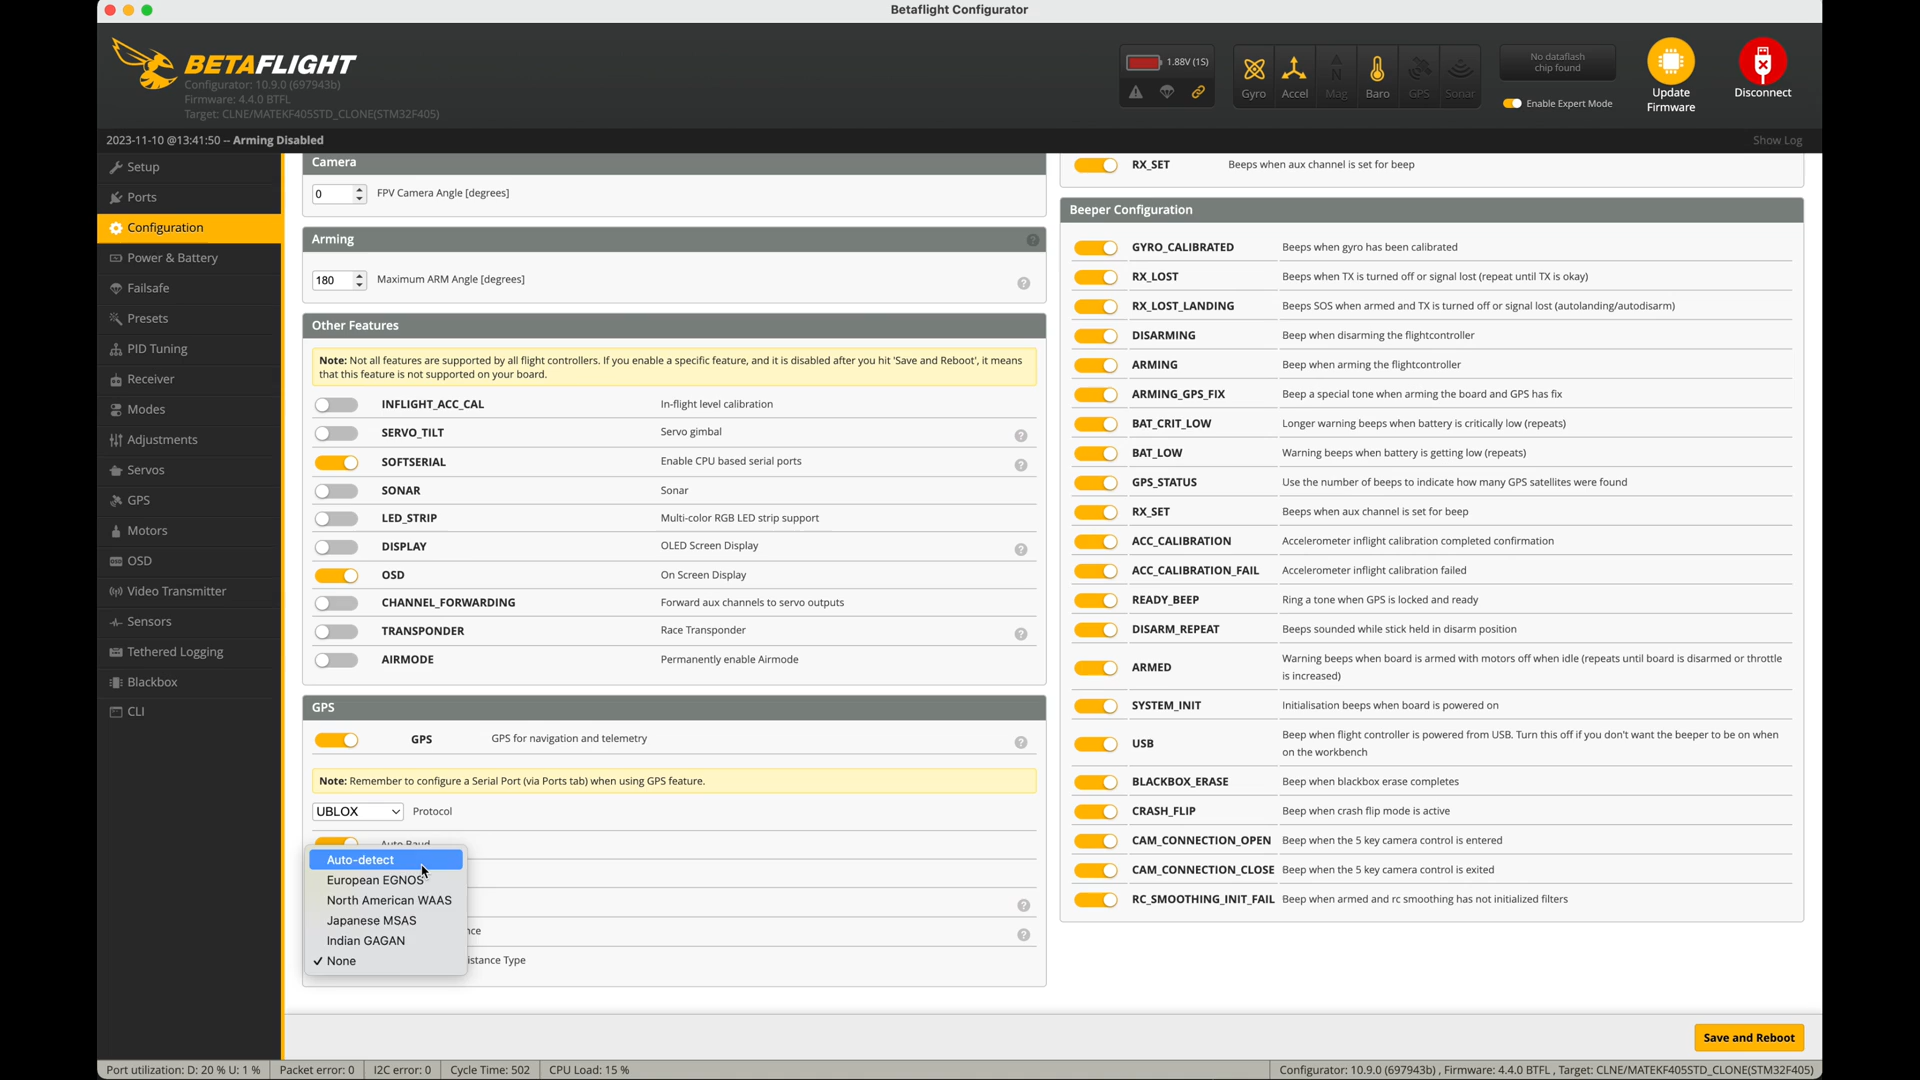 Betaflight Configurator
BETAFLIGHT
Configurator: 10.9.0 (697943b)
Firmware: 4.4.0 BTFL
Target: CLNE/MATEKF405STD_CLONE(STM32F405)
1.88V (1S)
Gyro
Accel
Mag
Baro
GPS
Sonar
No dataflash
chip found
Enable Expert Mode
Update
Firmware
Disconnect
2023-11-10 @13:41:50 -- Arming Disabled
Show Log
Setup
Ports
Configuration
Power & Battery
Failsafe
Presets
PID Tuning
Receiver
Modes
Adjustments
Servos
GPS
Motors
OSD
Video Transmitter
Sensors
Tethered Logging
Blackbox
CLI
Camera
0 FPV Camera Angle [degrees]
Arming
180 Maximum ARM Angle [degrees]
Other Features
Note: Not all features are supported by all flight controllers. If you enable a specific feature, and it is disabled after you hit 'Save and Reboot', it means
that this feature is not supported on your board.
INFLIGHT_ACC_CAL In-flight level calibration
SERVO_TILT Servo gimbal
SOFTSERIAL Enable CPU based serial ports
SONAR Sonar
LED_STRIP Multi-color RGB LED strip support
DISPLAY OLED Screen Display
OSD On Screen Display
CHANNEL_FORWARDING Forward aux channels to servo outputs
TRANSPONDER Race Transponder
AIRMODE Permanently enable Airmode
GPS
GPS GPS for navigation and telemetry
Note: Remember to configure a Serial Port (via Ports tab) when using GPS feature.
UBLOX Protocol
Auto Baud
Auto-detect
European EGNOS
North American WAAS
Japanese MSAS
nce
Indian GAGAN
✓ None
istance Type
RX_SET Beeps when aux channel is set for beep
Beeper Configuration
GYRO_CALIBRATED Beeps when gyro has been calibrated
RX_LOST Beeps when TX is turned off or signal lost (repeat until TX is okay)
RX_LOST_LANDING Beeps SOS when armed and TX is turned off or signal lost (autolanding/autodisarm)
DISARMING Beep when disarming the flightcontroller
ARMING Beep when arming the flightcontroller
ARMING_GPS_FIX Beep a special tone when arming the board and GPS has fix
BAT_CRIT_LOW Longer warning beeps when battery is critically low (repeats)
BAT_LOW Warning beeps when battery is getting low (repeats)
GPS_STATUS Use the number of beeps to indicate how many GPS satellites were found
RX_SET Beeps when aux channel is set for beep
ACC_CALIBRATION Accelerometer inflight calibration completed confirmation
ACC_CALIBRATION_FAIL Accelerometer inflight calibration failed
READY_BEEP Ring a tone when GPS is locked and ready
DISARM_REPEAT Beeps sounded while stick held in disarm position
ARMED Warning beeps when board is armed with motors off when idle (repeats until board is disarmed or throttle
is increased)
SYSTEM_INIT Initialisation beeps when board is powered on
USB Beep when flight controller is powered from USB. Turn this off if you don't want the beeper to be on when
on the workbench
BLACKBOX_ERASE Beep when blackbox erase completes
CRASH_FLIP Beep when crash flip mode is active
CAM_CONNECTION_OPEN Beep when the 5 key camera control is entered
CAM_CONNECTION_CLOSE Beep when the 5 key camera control is exited
RC_SMOOTHING_INIT_FAIL Beep when armed and rc smoothing has not initialized filters
Save and Reboot
Port utilization: D: 20 % U: 1 % Packet error: 0 I2C error: 0 Cycle Time: 502 CPU Load: 15 %
Configurator: 10.9.0 (697943b) , Firmware: 4.4.0 BTFL , Target: CLNE/MATEKF405STD_CLONE(STM32F405)